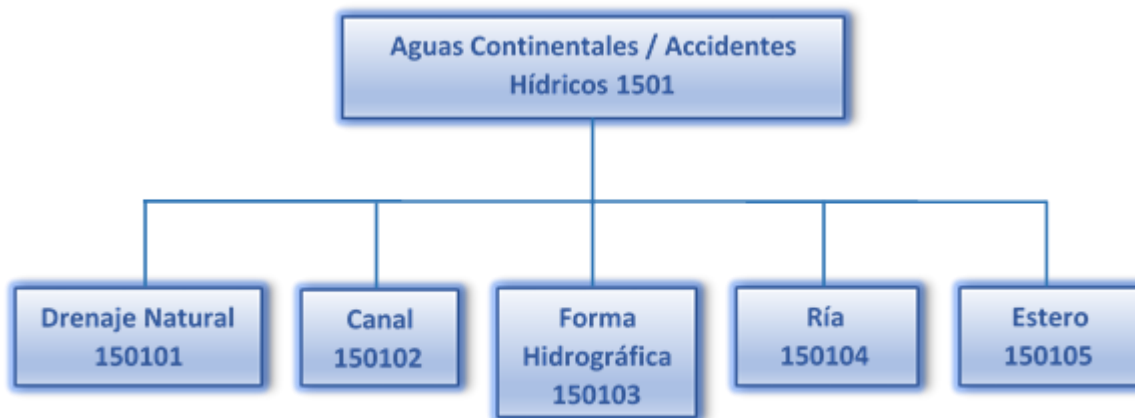 Aguas Continentales / Accidentes
Hídricos 1501
Drenaje Natural
150101
Canal
150102
Forma
Hidrográfica
150103
Ría
150104
Estero
150105